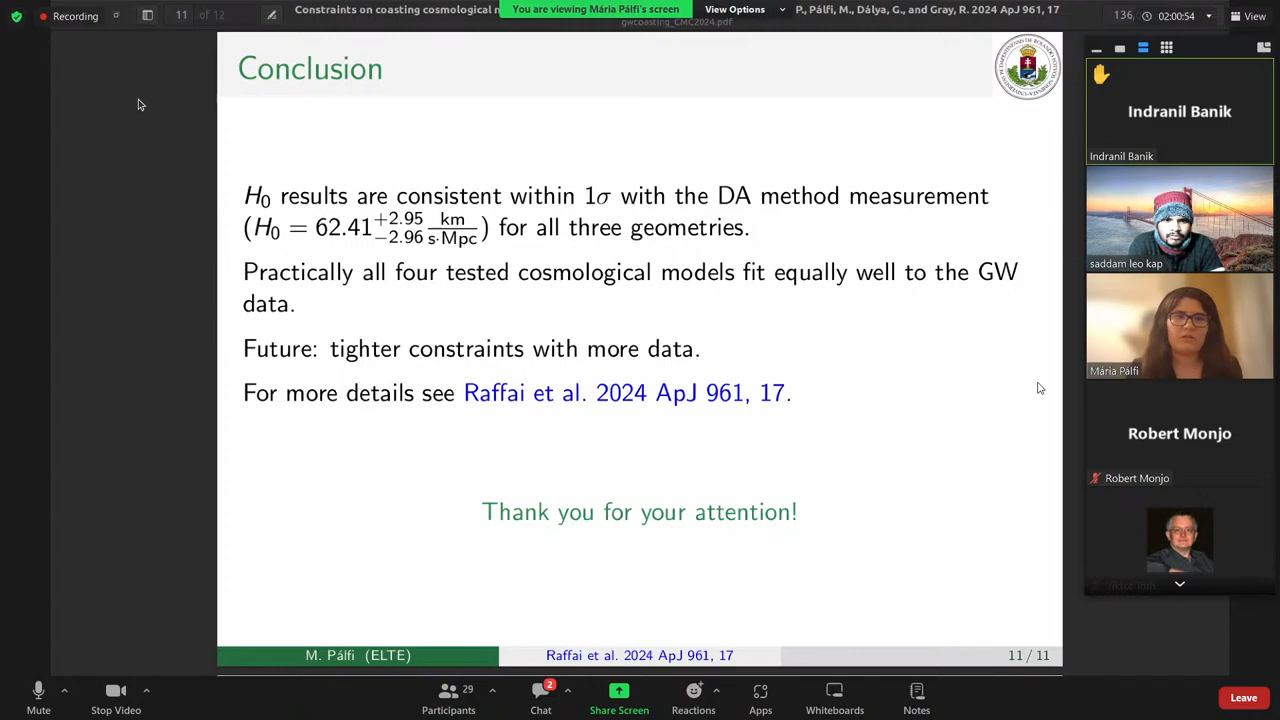 Recording
11 of 12
Constraints on coasting cosmological m
You are viewing Mária Pálfi's screen
View Options
P., Pálfi, M., Dálya, G., and Gray, R. 2024 ApJ 961, 17
gwcoasting_CMC2024.pdf
136,
02:00:54
View
Conclusion
H₀ results are consistent within 1σ with the DA method measurement
(H₀ = 62.41 +2.95 −2.96 km/s·Mpc) for all three geometries.
Practically all four tested cosmological models fit equally well to the GW
data.
Future: tighter constraints with more data.
For more details see Raffai et al. 2024 ApJ 961, 17.
Thank you for your attention!
M. Pálfi (ELTE)
Raffai et al. 2024 ApJ 961, 17
11 / 11
Indranil Banik
Indranil Banik
saddam leo kap
Mária Pálfi
Robert Monjo
Robert Monjo
Mute
Stop Video
Participants
29
Chat
2
Share Screen
Reactions
Apps
Whiteboards
Notes
Leave